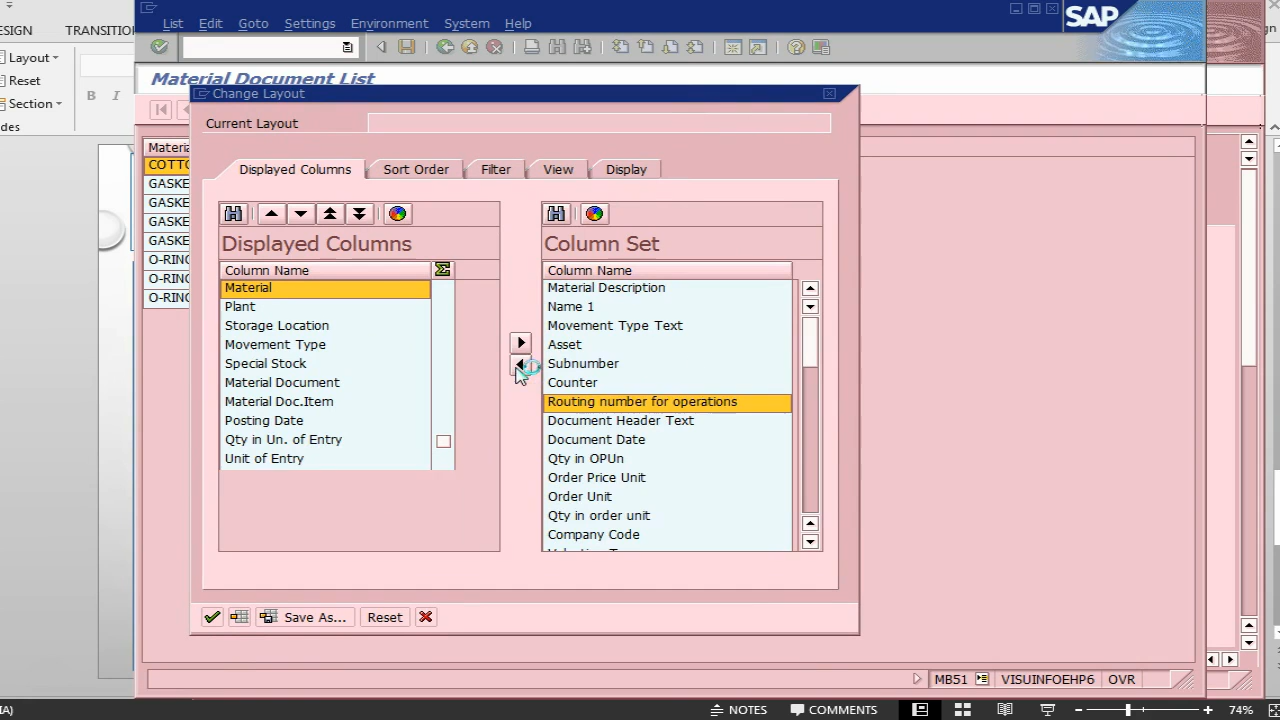 List Edit Goto Settings Environment System Help
SAP
ESIGN TRANSITION
Layout
Reset
Section
des
B I
Material Document List
Change Layout
Current Layout
Displayed Columns Sort Order Filter View Display
Displayed Columns
Column Name
Material
Plant
Storage Location
Movement Type
Special Stock
Material Document
Material Doc.Item
Posting Date
Qty in Un. of Entry
Unit of Entry
Column Set
Column Name
Material Description
Name 1
Movement Type Text
Asset
Subnumber
Counter
Routing number for operations
Document Header Text
Document Date
Qty in OPUn
Order Price Unit
Order Unit
Qty in order unit
Company Code
Materia
COTTO
GASKE
GASKE
GASKE
GASKE
O-RING
O-RING
O-RING
Save As... Reset
MB51 VISUINFOEHP6 OVR
IA) NOTES COMMENTS 74%